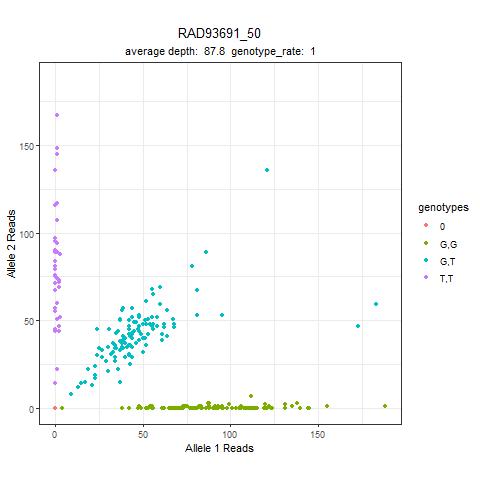 RAD93691_50
average depth:  87.8  genotype_rate:  1
Allele 2 Reads
150
100
50
0
0
50
100
150
Allele 1 Reads
genotypes
0
G,G
G,T
T,T